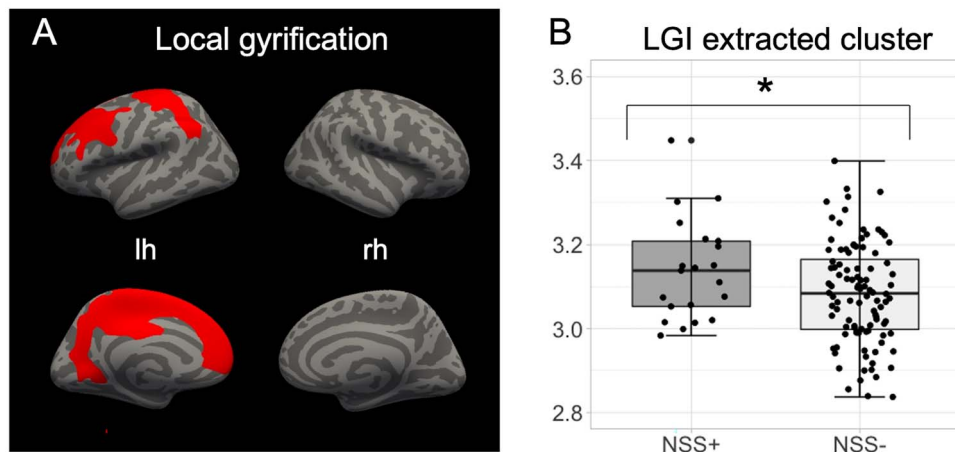 A
Local gyrification
lh
rh
B
LGI extracted cluster
3.6
*
3.4
3.2
3.0
2.8
NSS+
NSS-